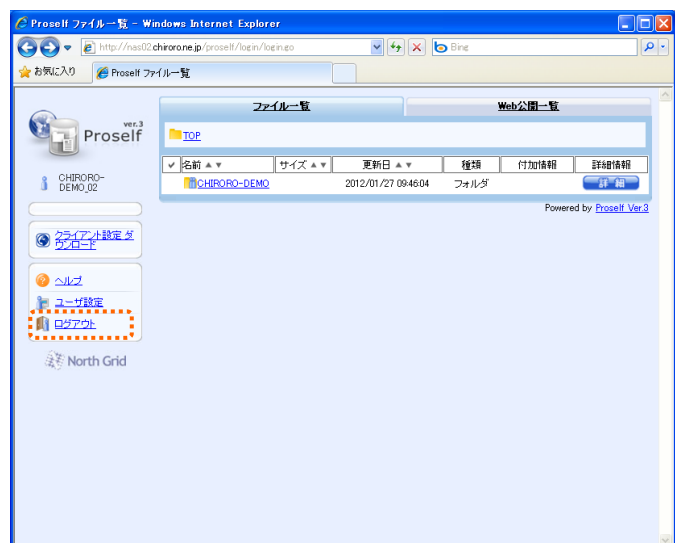 Proself ファイル一覧 - Windows Internet Explorer
http://nas02.chiroro.ne.jp/proself/login/login.go
Bing
お気に入り
Proself ファイル一覧
ver.3
Proself
CHIRORO-
DEMO_02
クライアント設定 ダ
ウンロード
ヘルプ
ユーザ設定
ログアウト
North Grid
ファイル一覧
Web公開一覧
TOP
✓ 名前 ▲ ▼ サイズ ▲ ▼ 更新日 ▲ ▼ 種類 付加情報 詳細情報
CHIRORO-DEMO 2012/01/27 09:46:04 フォルダ 詳 細
Powered by Proself Ver.3